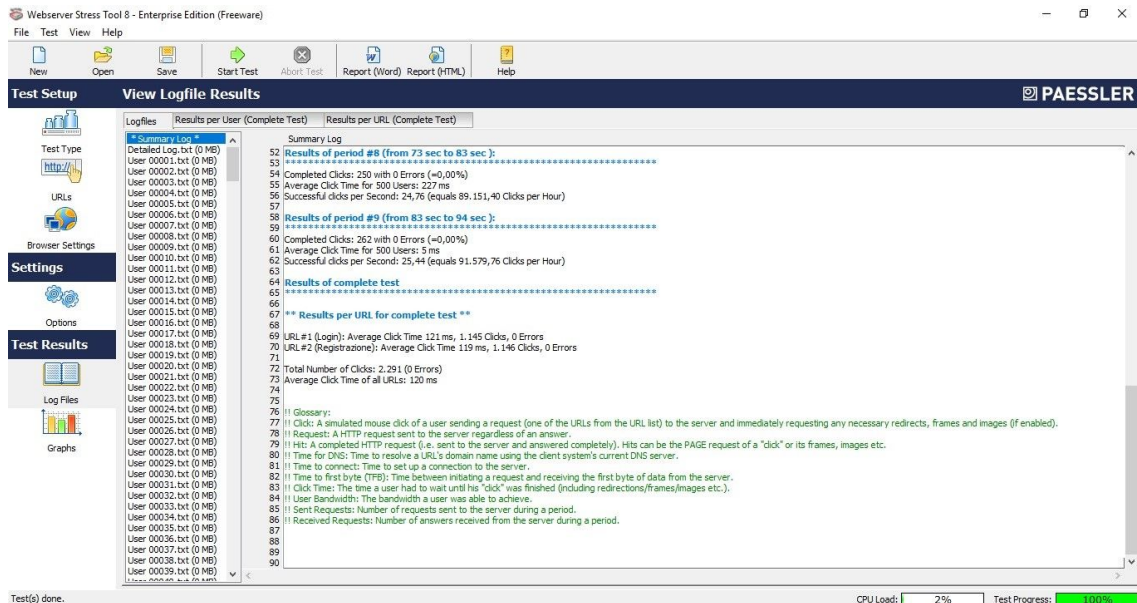 Webserver Stress Tool 8 - Enterprise Edition (Freeware)
File Test View Help
New Open Save Start Test Abort Test Report (Word) Report (HTML) Help
Test Setup
View Logfile Results
PAESSLER
Test Type
http://
URLs
Browser Settings
Settings
Options
Test Results
Log Files
Graphs
Logfiles Results per User (Complete Test) Results per URL (Complete Test)
* Summary Log *
Detailed Log.txt (0 MB)
User 00001.txt (0 MB)
User 00002.txt (0 MB)
User 00003.txt (0 MB)
User 00004.txt (0 MB)
User 00005.txt (0 MB)
User 00006.txt (0 MB)
User 00007.txt (0 MB)
User 00008.txt (0 MB)
User 00009.txt (0 MB)
User 00010.txt (0 MB)
User 00011.txt (0 MB)
User 00012.txt (0 MB)
User 00013.txt (0 MB)
User 00014.txt (0 MB)
User 00015.txt (0 MB)
User 00016.txt (0 MB)
User 00017.txt (0 MB)
User 00018.txt (0 MB)
User 00019.txt (0 MB)
User 00020.txt (0 MB)
User 00021.txt (0 MB)
User 00022.txt (0 MB)
User 00023.txt (0 MB)
User 00024.txt (0 MB)
User 00025.txt (0 MB)
User 00026.txt (0 MB)
User 00027.txt (0 MB)
User 00028.txt (0 MB)
User 00029.txt (0 MB)
User 00030.txt (0 MB)
User 00031.txt (0 MB)
User 00032.txt (0 MB)
User 00033.txt (0 MB)
User 00034.txt (0 MB)
User 00035.txt (0 MB)
User 00036.txt (0 MB)
User 00037.txt (0 MB)
User 00038.txt (0 MB)
User 00039.txt (0 MB)
Summary Log
52 Results of period #8 (from 73 sec to 83 sec ):
53 ****************************************************************
54 Completed Clicks: 250 with 0 Errors (=0,00%)
55 Average Click Time for 500 Users: 227 ms
56 Successful clicks per Second: 24,76 (equals 89.151,40 Clicks per Hour)
57
58 Results of period #9 (from 83 sec to 94 sec ):
59 ****************************************************************
60 Completed Clicks: 262 with 0 Errors (=0,00%)
61 Average Click Time for 500 Users: 5 ms
62 Successful clicks per Second: 25,44 (equals 91.579,76 Clicks per Hour)
63
64 Results of complete test
65 ****************************************************************
66
67 ** Results per URL for complete test **
68
69 URL#1 (Login): Average Click Time 121 ms, 1.145 Clicks, 0 Errors
70 URL#2 (Registrazione): Average Click Time 119 ms, 1.146 Clicks, 0 Errors
71
72 Total Number of Clicks: 2.291 (0 Errors)
73 Average Click Time of all URLs: 120 ms
74
75
76 !! Glossary:
77 !! Click: A simulated mouse click of a user sending a request (one of the URLs from the URL list) to the server and immediately requesting any necessary redirects, frames and images (if enabled).
78 !! Request: A HTTP request sent to the server regardless of an answer.
79 !! Hit: A completed HTTP request (i.e. sent to the server and answered completely). Hits can be the PAGE request of a "click" or its frames, images etc.
80 !! Time for DNS: Time to resolve a URL's domain name using the client system's current DNS server.
81 !! Time to connect: Time to set up a connection to the server.
82 !! Time to first byte (TFB): Time between initiating a request and receiving the first byte of data from the server.
83 !! Click Time: The time a user had to wait until his "click" was finished (including redirections/frames/images etc.).
84 !! User Bandwidth: The bandwidth a user was able to achieve.
85 !! Sent Requests: Number of requests sent to the server during a period.
86 !! Received Requests: Number of answers received from the server during a period.
87
88
89
90
Test(s) done.
CPU Load: 2% Test Progress: 100%